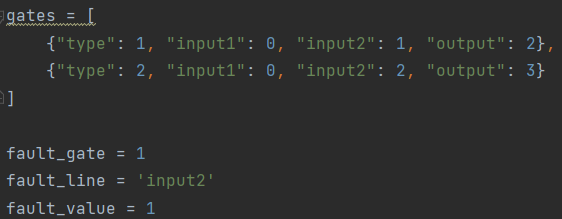 gates = [
    {"type": 1, "input1": 0, "input2": 1, "output": 2},
    {"type": 2, "input1": 0, "input2": 2, "output": 3}
]
fault_gate = 1
fault_line = 'input2'
fault_value = 1